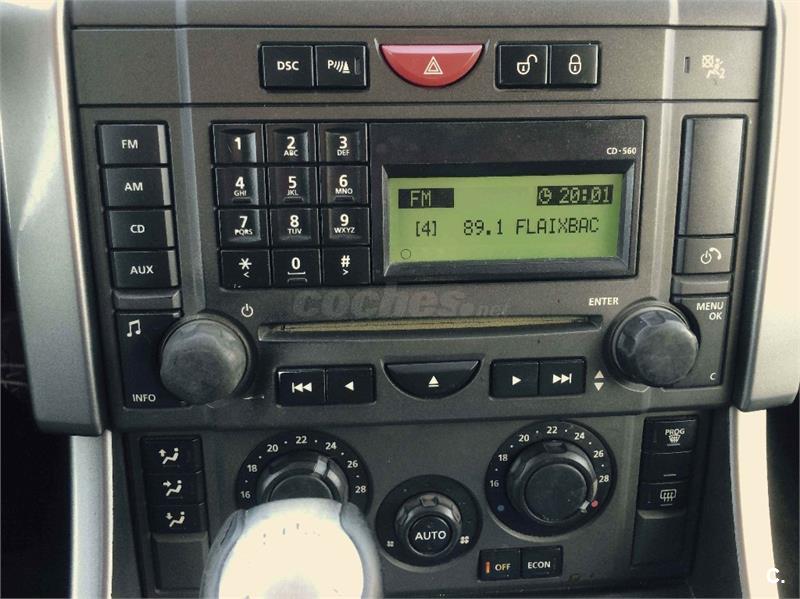 DSC P
2
FM
AM
CD
AUX
INFO
1 2 ABC 3 DEF
4 GHI 5 JKL 6 MNO
7 PQRS 8 TUV 9 WXYZ
* < 0 # >
CD-560
FM 20:01
[4] 89.1 FLAIXBAC
coches.net
ENTER
MENU
OK
C
16 18 20 22 24 26 28
16 18 20 22 24 26 28
PROG
AUTO
OFF ECON
C.